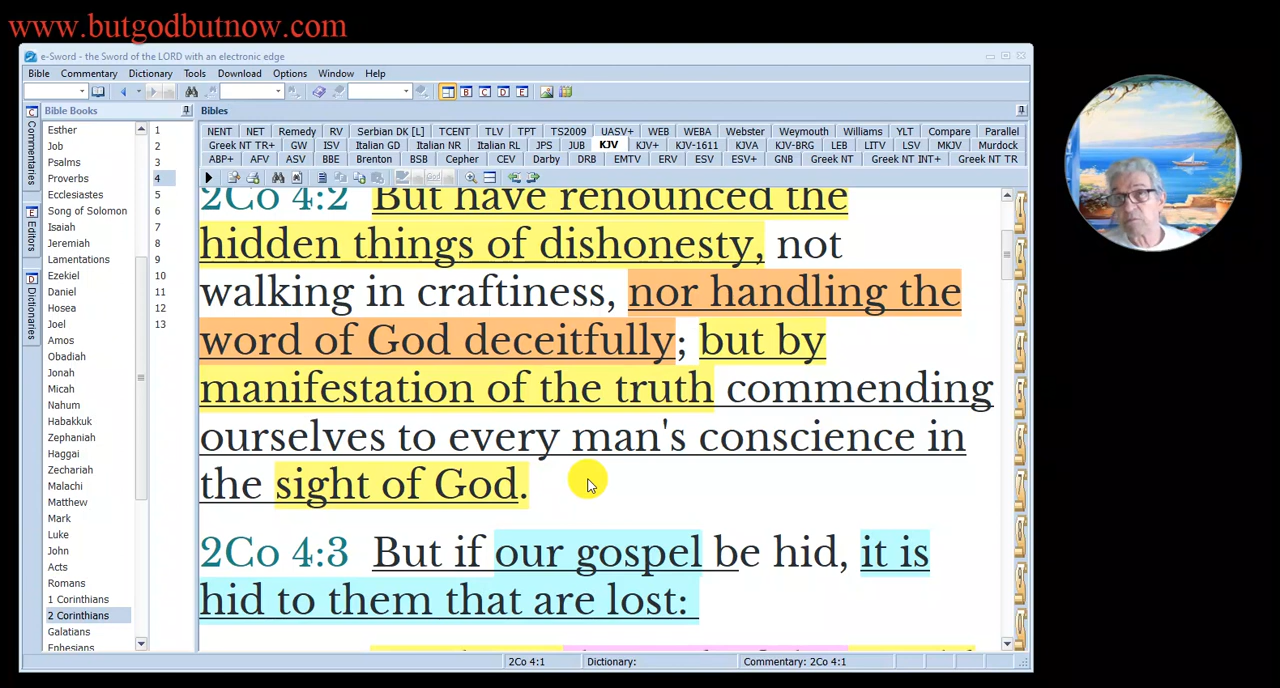 www.butgodbutnow.com
e-Sword - the Sword of the LORD with an electronic edge
Bible Commentary Dictionary Tools Download Options Window Help
B C D E
Bible Books
Bibles
C Commentaries
E Editors
D Dictionaries
Esther 1
Job 2
Psalms 3
Proverbs 4
Ecclesiastes 5
Song of Solomon 6
Isaiah 7
Jeremiah 8
Lamentations 9
Ezekiel 10
Daniel 11
Hosea 12
Joel 13
Amos
Obadiah
Jonah
Micah
Nahum
Habakkuk
Zephaniah
Haggai
Zechariah
Malachi
Matthew
Mark
Luke
John
Acts
Romans
1 Corinthians
2 Corinthians
Galatians
Ephesians
NENT NET Remedy RV Serbian DK [L] TCENT TLV TPT TS2009 UASV+ WEB WEBA Webster Weymouth Williams YLT Compare Parallel
Greek NT TR+ GW ISV Italian GD Italian NR Italian RL JPS JUB KJV KJV+ KJV-1611 KJVA KJV-BRG LEB LITV LSV MKJV Murdock
ABP+ AFV ASV BBE Brenton BSB Cepher CEV Darby DRB EMTV ERV ESV ESV+ GNB Greek NT Greek INT+ GNV Greek NT TR
2Co 4:2 But have renounced the
hidden things of dishonesty, not
walking in craftiness, nor handling the
word of God deceitfully; but by
manifestation of the truth commending
ourselves to every man's conscience in
the sight of God.
2Co 4:3 But if our gospel be hid, it is
hid to them that are lost:
2Co 4:1 Dictionary: Commentary: 2Co 4:1